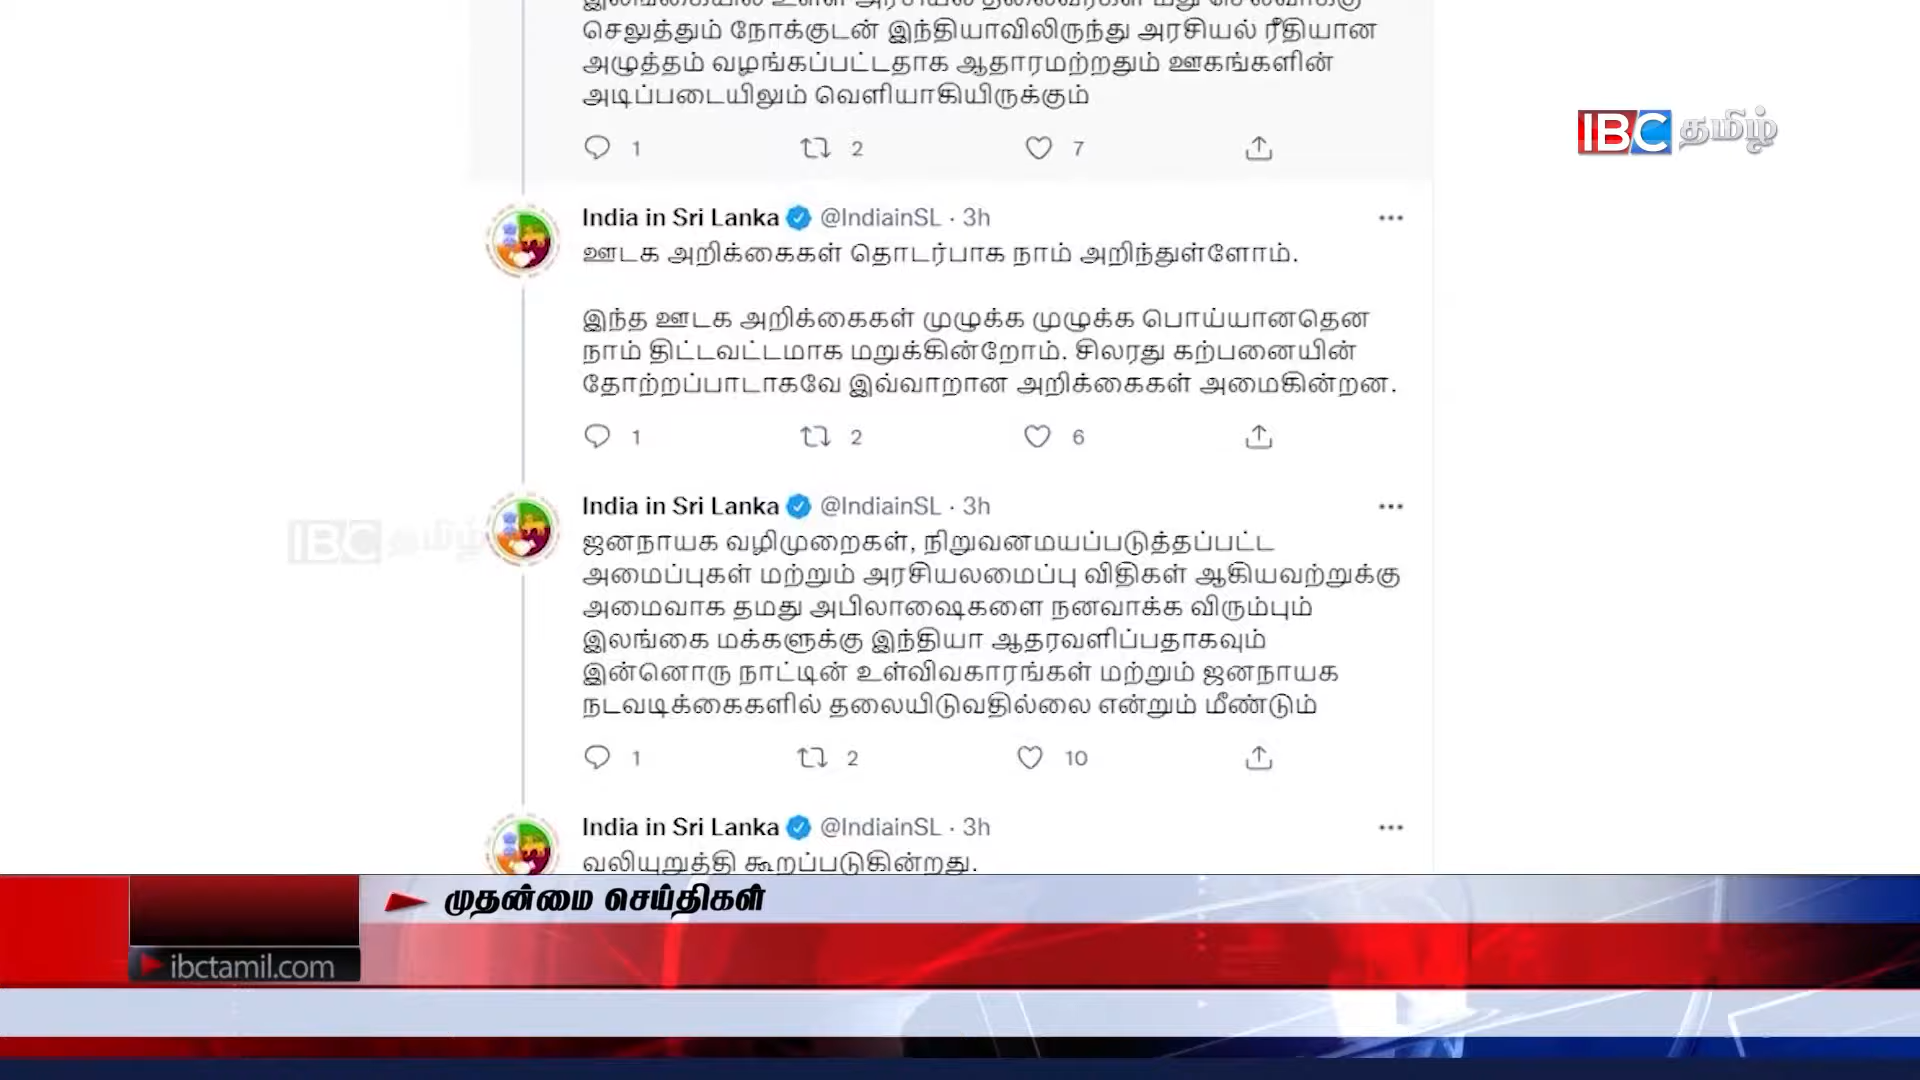 செலுத்தும் நோக்குடன் இந்தியாவிலிருந்து அரசியல் ரீதியான
அழுத்தம் வழங்கப்பட்டதாக ஆதாரமற்றதும் ஊகங்களின்
அடிப்படையிலும் வெளியாகியிருக்கும்
1 2 7
IBC தமிழ்
India in Sri Lanka @IndiainSL · 3h
ஊடக அறிக்கைகள் தொடர்பாக நாம் அறிந்துள்ளோம்.
இந்த ஊடக அறிக்கைகள் முழுக்க முழுக்க பொய்யானதென
நாம் திட்டவட்டமாக மறுக்கின்றோம். சிலரது கற்பனையின்
தோற்றப்பாடாகவே இவ்வாறான அறிக்கைகள் அமைகின்றன.
1 2 6
India in Sri Lanka @IndiainSL · 3h
IBC தமிழ்
ஜனநாயக வழிமுறைகள், நிறுவனமயப்படுத்தப்பட்ட
அமைப்புகள் மற்றும் அரசியலமைப்பு விதிகள் ஆகியவற்றுக்கு
அமைவாக தமது அபிலாஷைகளை நனவாக்க விரும்பும்
இலங்கை மக்களுக்கு இந்தியா ஆதரவளிப்பதாகவும்
இன்னொரு நாட்டின் உள்விவகாரங்கள் மற்றும் ஜனநாயக
நடவடிக்கைகளில் தலையிடுவதில்லை என்றும் மீண்டும்
1 2 10
India in Sri Lanka @IndiainSL · 3h
வலியுறுத்தி கூறப்படுகின்றது.
முதன்மை செய்திகள்
ibctamil.com